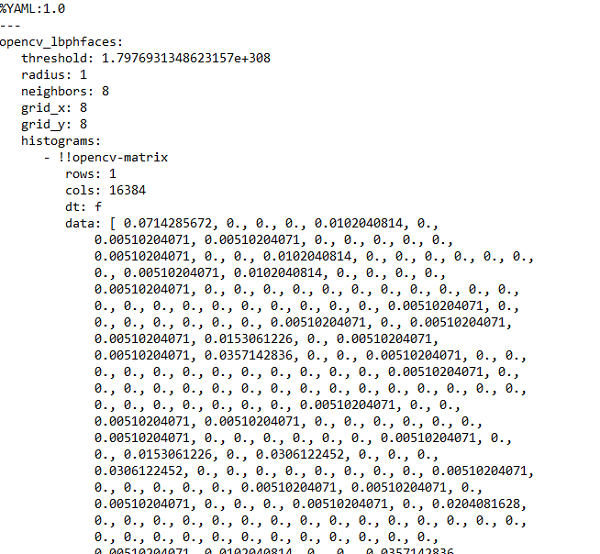 %YAML:1.0
---
opencv_lbphfaces:
   threshold: 1.7976931348623157e+308
   radius: 1
   neighbors: 8
   grid_x: 8
   grid_y: 8
   histograms:
      - !!opencv-matrix
         rows: 1
         cols: 16384
         dt: f
         data: [ 0.0714285672, 0., 0., 0., 0.0102040814, 0.,
             0.00510204071, 0.00510204071, 0., 0., 0., 0., 0.,
             0.00510204071, 0., 0., 0.0102040814, 0., 0., 0., 0., 0., 0.,
             0., 0.00510204071, 0.0102040814, 0., 0., 0., 0.,
             0.00510204071, 0., 0., 0., 0., 0., 0., 0., 0., 0., 0., 0.,
             0., 0., 0., 0., 0., 0., 0., 0., 0., 0., 0.00510204071, 0.,
             0., 0., 0., 0., 0., 0., 0.00510204071, 0., 0.00510204071,
             0.00510204071, 0.0153061226, 0., 0.00510204071,
             0.00510204071, 0.0357142836, 0., 0., 0.00510204071, 0., 0.,
             0., 0., 0., 0., 0., 0., 0., 0., 0., 0., 0.00510204071, 0.,
             0., 0., 0., 0., 0., 0., 0., 0., 0., 0., 0., 0., 0., 0., 0.,
             0., 0., 0., 0., 0., 0., 0., 0.00510204071, 0., 0.,
             0.00510204071, 0.00510204071, 0., 0., 0., 0., 0.,
             0.00510204071, 0., 0., 0., 0., 0., 0., 0.00510204071, 0.,
             0., 0.0153061226, 0., 0.0306122452, 0., 0., 0.,
             0.0306122452, 0., 0., 0., 0., 0., 0., 0., 0., 0.00510204071,
             0., 0., 0., 0., 0., 0.00510204071, 0.00510204071, 0.,
             0.00510204071, 0., 0., 0., 0.00510204071, 0., 0.0204081628,
             0., 0., 0., 0., 0., 0., 0., 0., 0., 0., 0., 0., 0., 0., 0.,
             0., 0., 0., 0., 0., 0., 0., 0., 0., 0., 0., 0.,
             0.00510204071, 0.0102040814, 0., 0., 0.0357142836,